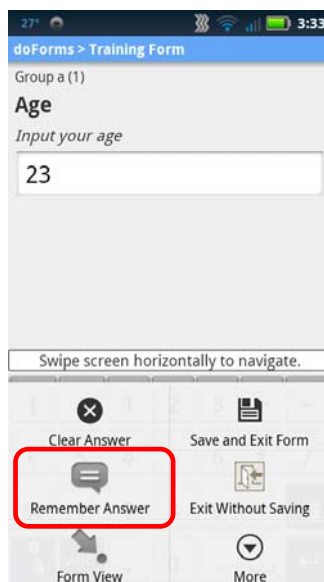 27° 3:33
doForms > Training Form
Group a (1)
Age
Input your age
23
Swipe screen horizontally to navigate.
Clear Answer Save and Exit Form
Remember Answer Exit Without Saving
Form View More